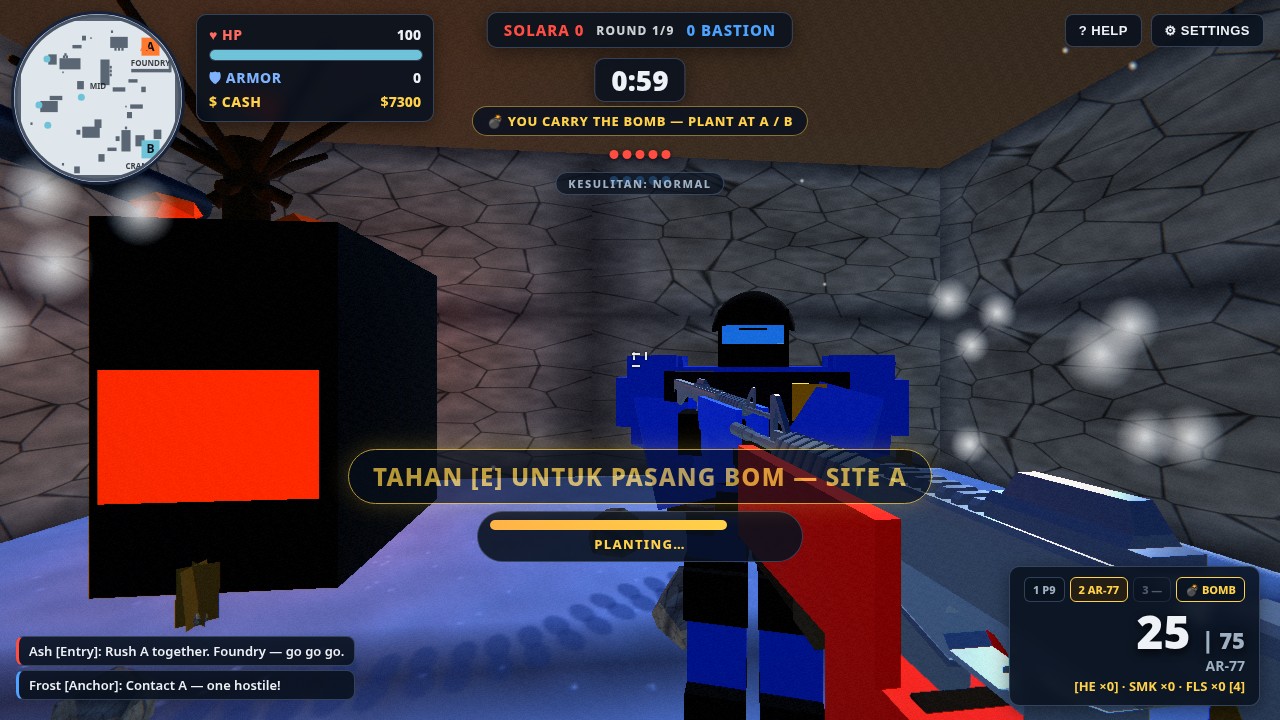 A
FOUNDRY
A
MID
B
♥ HP 100
🛡 ARMOR 0
$ CASH $7300
SOLARA 0 ROUND 1/9 0 BASTION
0:59
💣 YOU CARRY THE BOMB — PLANT AT A / B
KESULITAN: NORMAL
? HELP
⚙ SETTINGS
TAHAN [E] UNTUK PASANG BOM — SITE A
PLANTING…
Ash [Entry]: Rush A together. Foundry — go go go.
Frost [Anchor]: Contact A — one hostile!
1 P9 2 AR-77 3 — 💣 BOMB
25 | 75
AR-77
[HE ×0] · SMK ×0 · FLS ×0 [4]